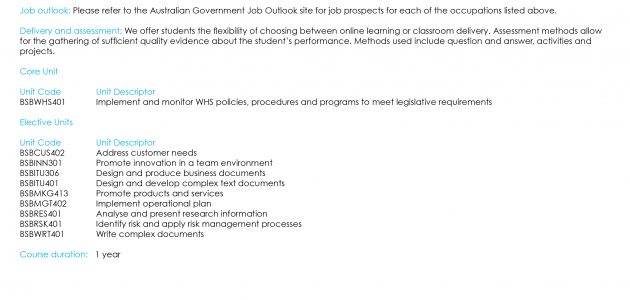 Job outlook: Please refer to the Australian Government Job Outlook site for job prospects for each of the occupations listed above.
Delivery and assessment: We offer students the flexibility of choosing between online learning or classroom delivery. Assessment methods allow
for the gathering of sufficient quality evidence about the student's performance. Methods used include question and answer, activities and
projects.
Core Unit
Unit Code Unit Descriptor
BSBWHS401 Implement and monitor WHS policies, procedures and programs to meet legislative requirements
Elective Units
Unit Code Unit Descriptor
BSBCUS402 Address customer needs
BSBINN301 Promote innovation in a team environment
BSBITU306 Design and produce business documents
BSBITU401 Design and develop complex text documents
BSBMKG413 Promote products and services
BSBMGT402 Implement operational plan
BSBRES401 Analyse and present research information
BSBRSK401 Identify risk and apply risk management processes
BSBWRT401 Write complex documents
Course duration: 1 year